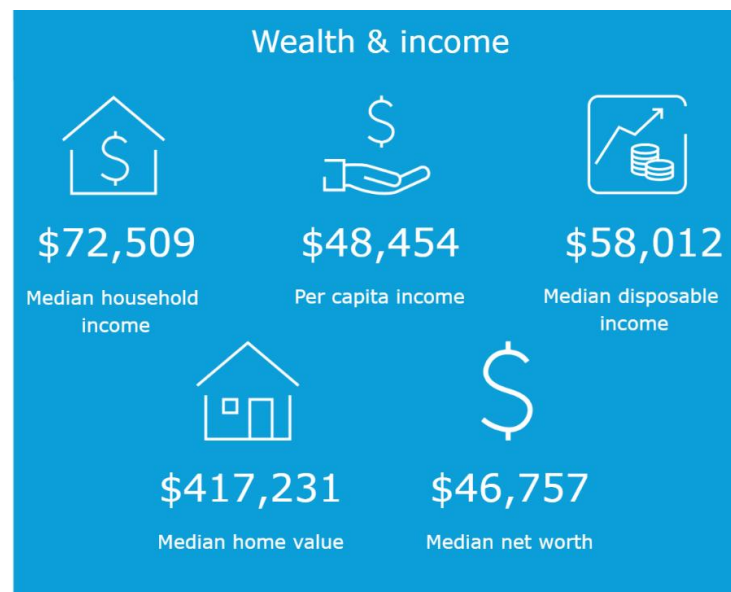 Wealth & income
$72,509
Median household
income
$48,454
Per capita income
$58,012
Median disposable
income
$417,231
Median home value
$46,757
Median net worth